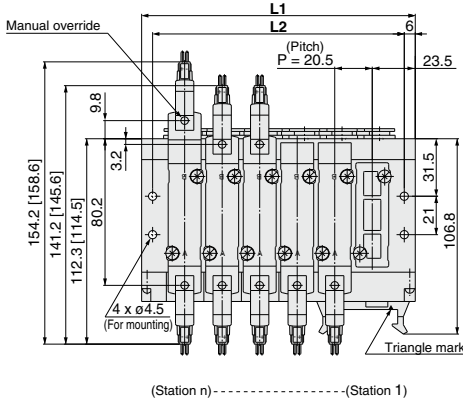 L1
Manual override
L2
6
(Pitch)
P = 20.5
23.5
9.8
3.2
154.2 [158.6]
141.2 [145.6]
112.3 [114.5]
80.2
31.5
21
106.8
B B B B
A A A A A
4 x ø4.5
(For mounting)
Triangle mark
(Station n)--------------------(Station 1)